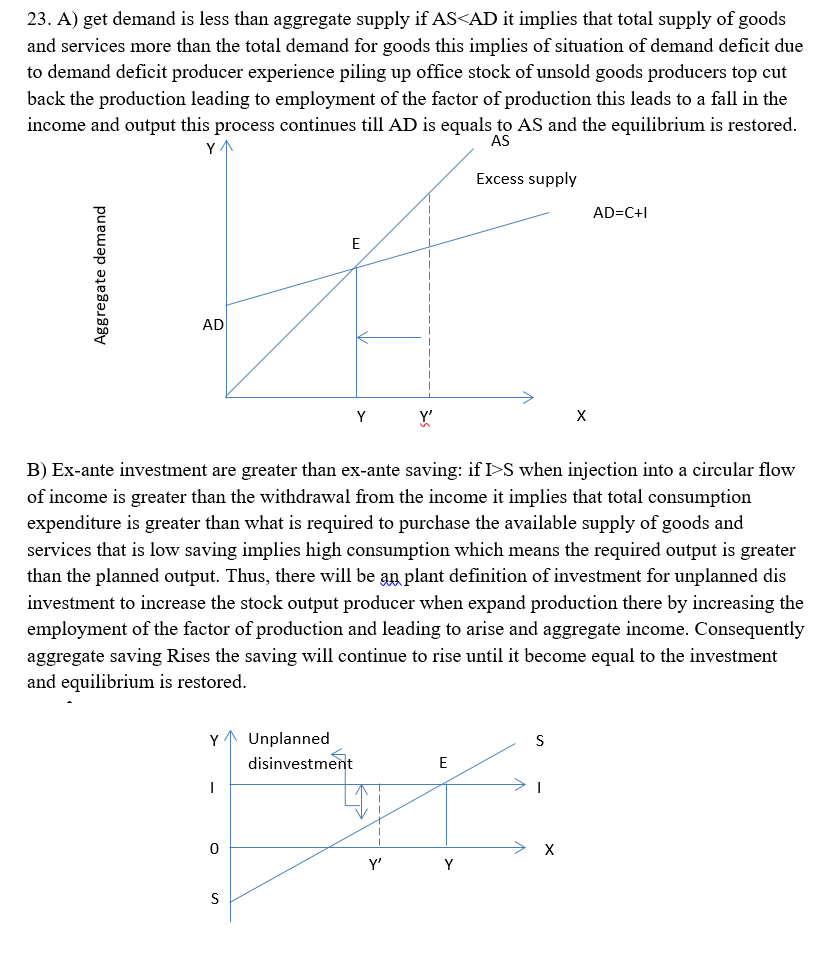 23. A) get demand is less than aggregate supply if AS<AD it implies that total supply of goods
and services more than the total demand for goods this implies of situation of demand deficit due
to demand deficit producer experience piling up office stock of unsold goods producers top cut
back the production leading to employment of the factor of production this leads to a fall in the
income and output this process continues till AD is equals to AS and the equilibrium is restored.
Y
AS
Excess supply
AD=C+I
E
Aggregate demand
AD
Y
Y’
X
B) Ex-ante investment are greater than ex-ante saving: if I>S when injection into a circular flow
of income is greater than the withdrawal from the income it implies that total consumption
expenditure is greater than what is required to purchase the available supply of goods and
services that is low saving implies high consumption which means the required output is greater
than the planned output. Thus, there will be an plant definition of investment for unplanned dis
investment to increase the stock output producer when expand production there by increasing the
employment of the factor of production and leading to arise and aggregate income. Consequently
aggregate saving Rises the saving will continue to rise until it become equal to the investment
and equilibrium is restored.
Y
Unplanned
disinvestment
S
E
I
I
0
X
Y’
Y
S